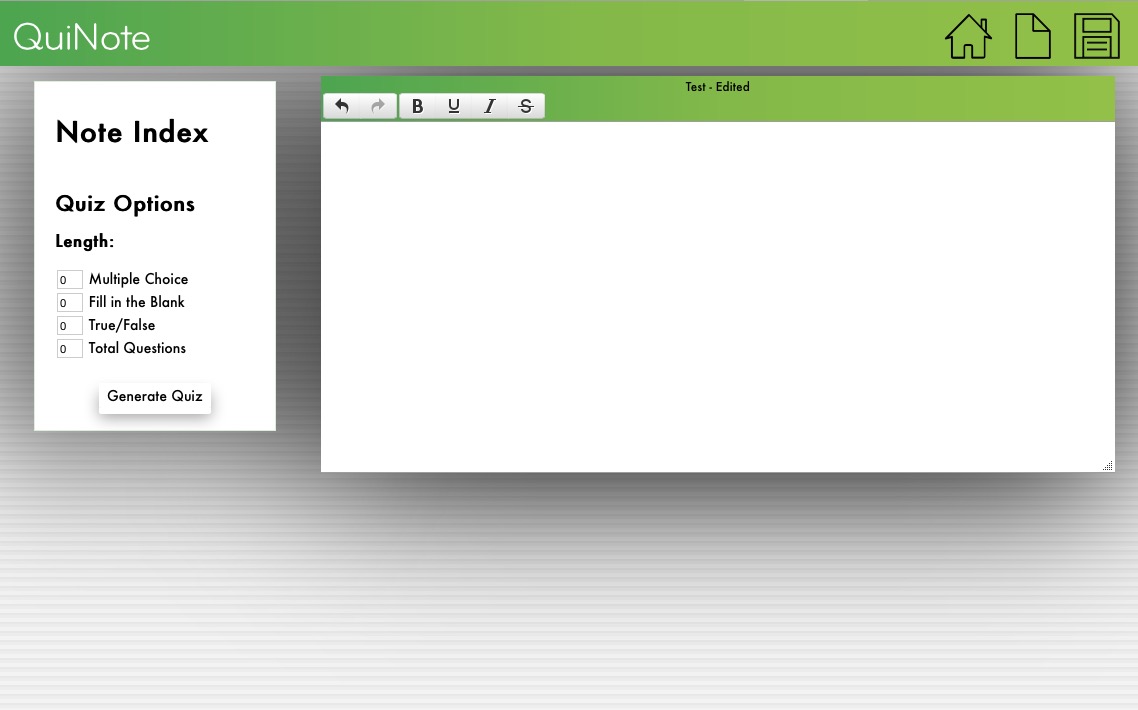 QuiNote
Test - Edited
B U I S
Note Index
Quiz Options
Length:
0 Multiple Choice
0 Fill in the Blank
0 True/False
0 Total Questions
Generate Quiz